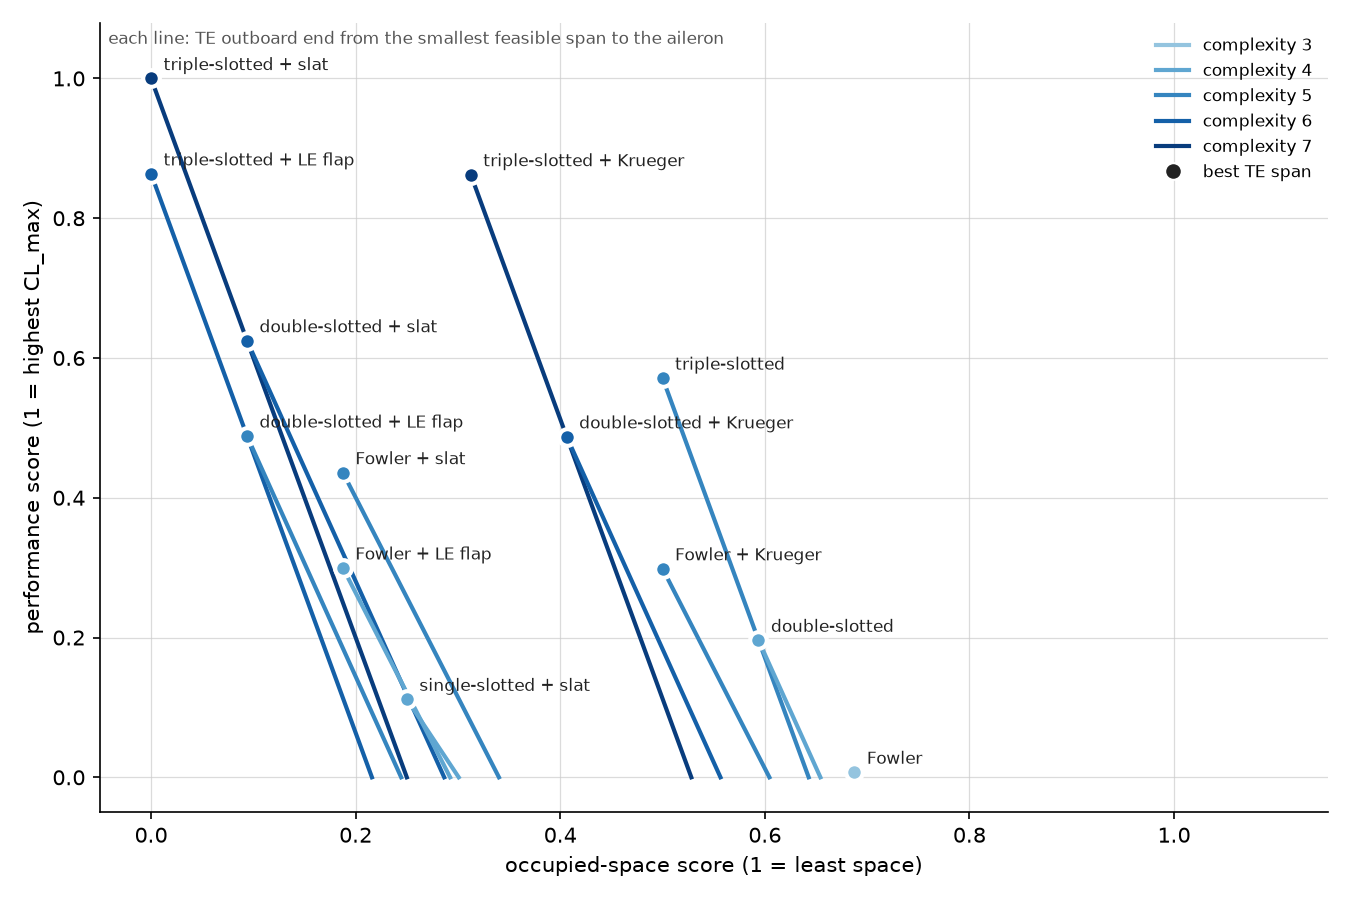 each line: TE outboard end from the smallest feasible span to the aileron
triple-slotted + slat
triple-slotted + LE flap
triple-slotted + Krueger
double-slotted + slat
triple-slotted
double-slotted + LE flap
double-slotted + Krueger
Fowler + slat
Fowler + LE flap
Fowler + Krueger
double-slotted
single-slotted + slat
Fowler
complexity 3
complexity 4
complexity 5
complexity 6
complexity 7
best TE span
1.0
0.8
0.6
0.4
0.2
0.0
performance score (1 = highest CL_max)
0.0 0.2 0.4 0.6 0.8 1.0
occupied-space score (1 = least space)